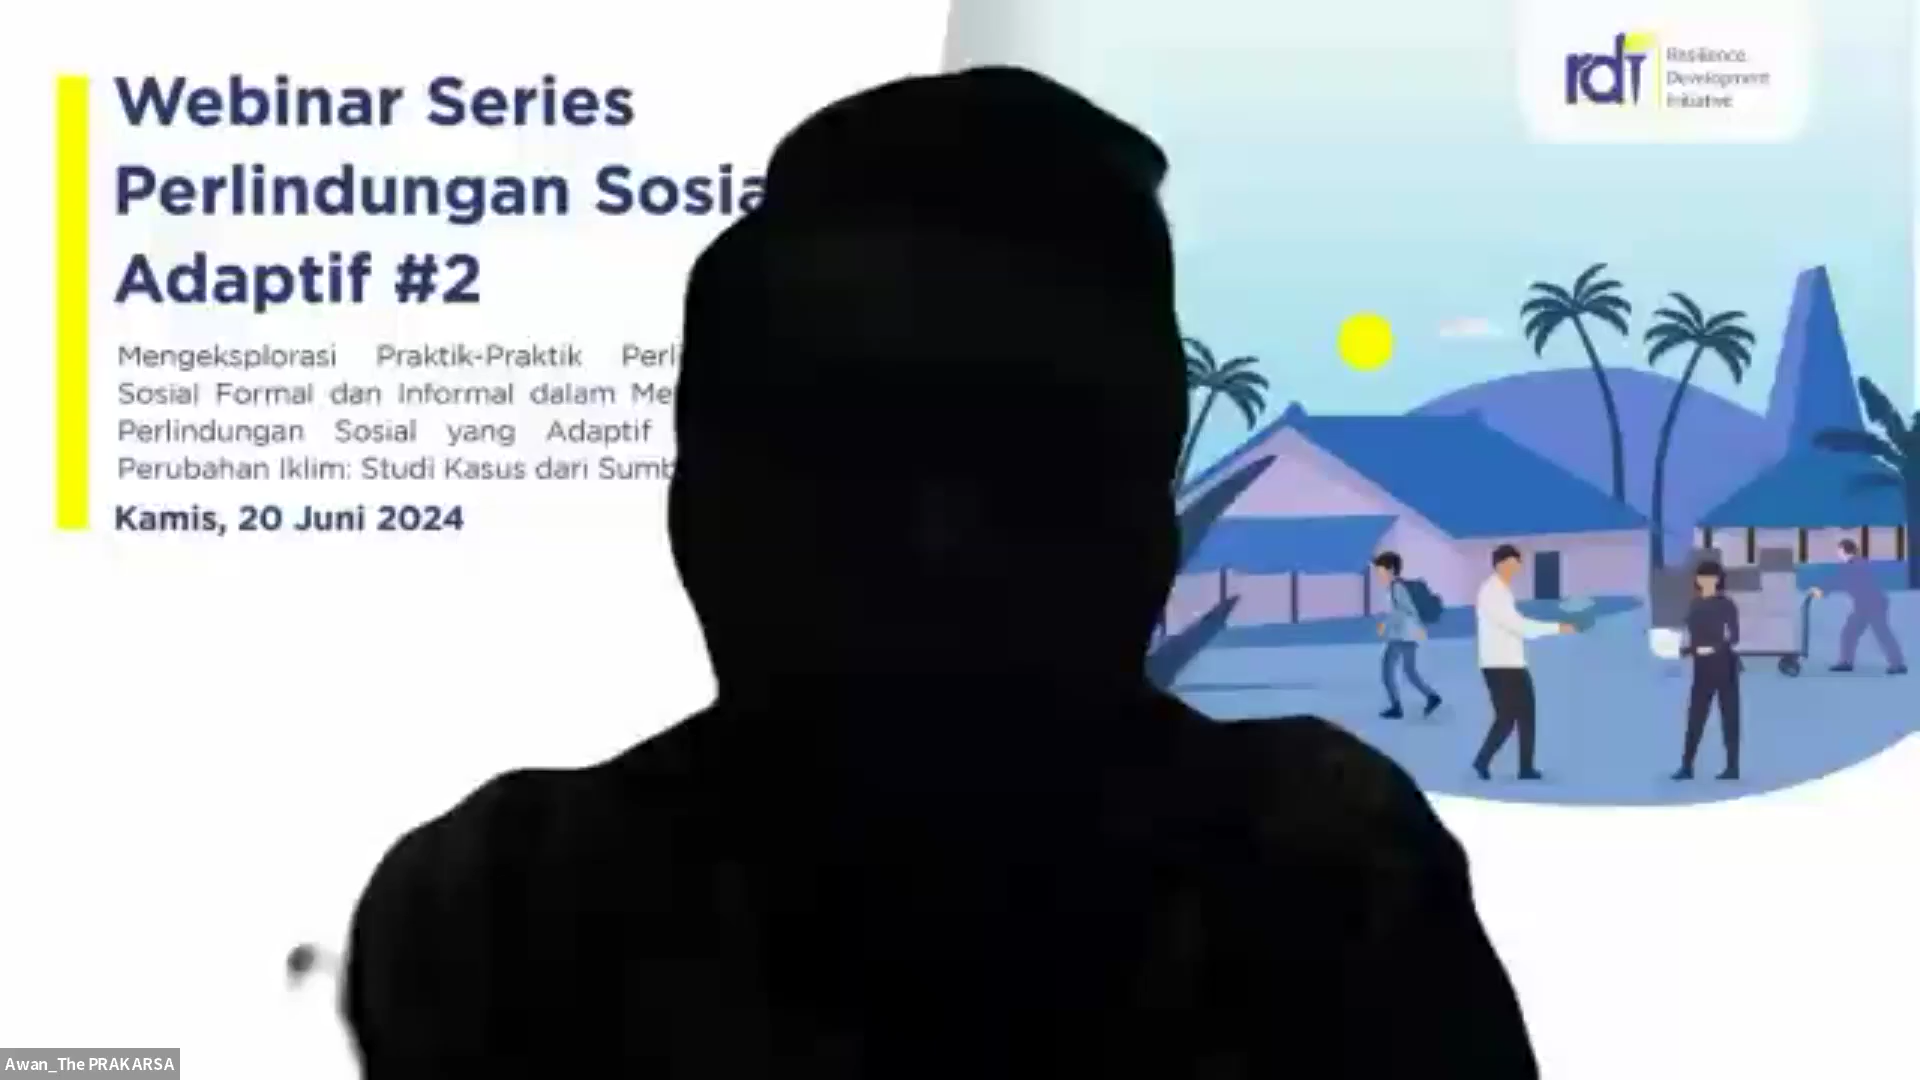 Webinar Series
Perlindungan Sosia
Adaptif #2
Mengeksplorasi Praktik-Praktik Perli
Sosial Formal dan Informal dalam Me
Perlindungan Sosial yang Adaptif
Perubahan Iklim: Studi Kasus dari Sumb
Kamis, 20 Juni 2024
rdi
Resilience
Development
Initiative
Awan_The PRAKARSA